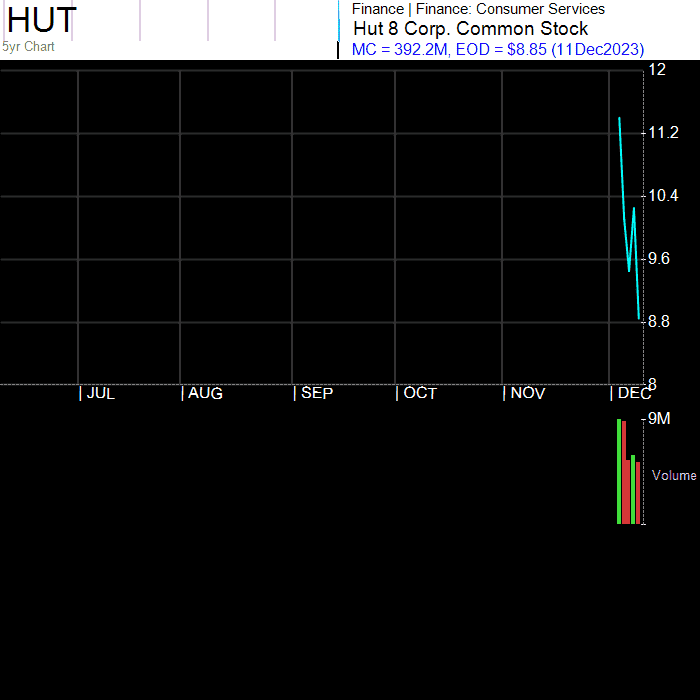 HUT
5yr Chart
Finance | Finance: Consumer Services
Hut 8 Corp. Common Stock
MC = 392.2M, EOD = $8.85 (11Dec2023)
12
11.2
10.4
9.6
8.8
8
| JUL | AUG | SEP | OCT | NOV | DEC
9M
Volume